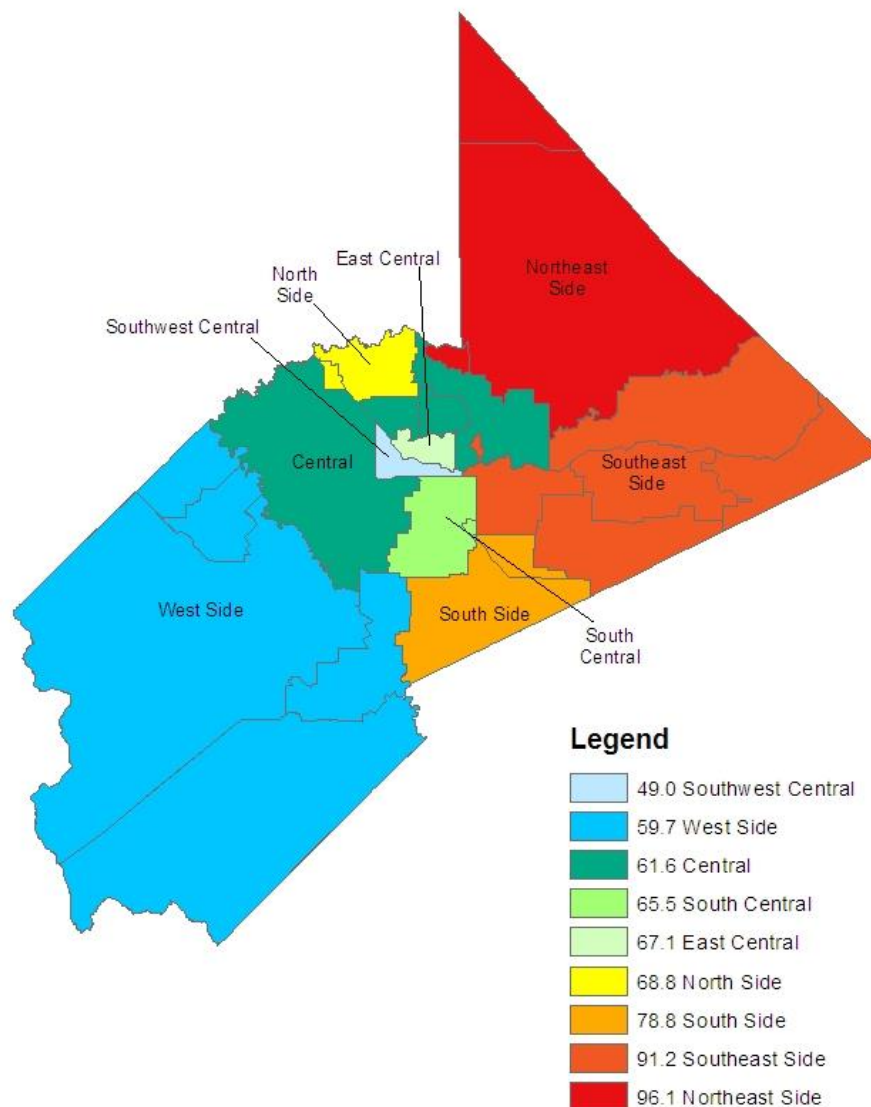 East Central
North
Side
Southwest Central
Northeast
Side
Central
Southeast
Side
West Side
South Side
South
Central
Legend
49.0 Southwest Central
59.7 West Side
61.6 Central
65.5 South Central
67.1 East Central
68.8 North Side
78.8 South Side
91.2 Southeast Side
96.1 Northeast Side